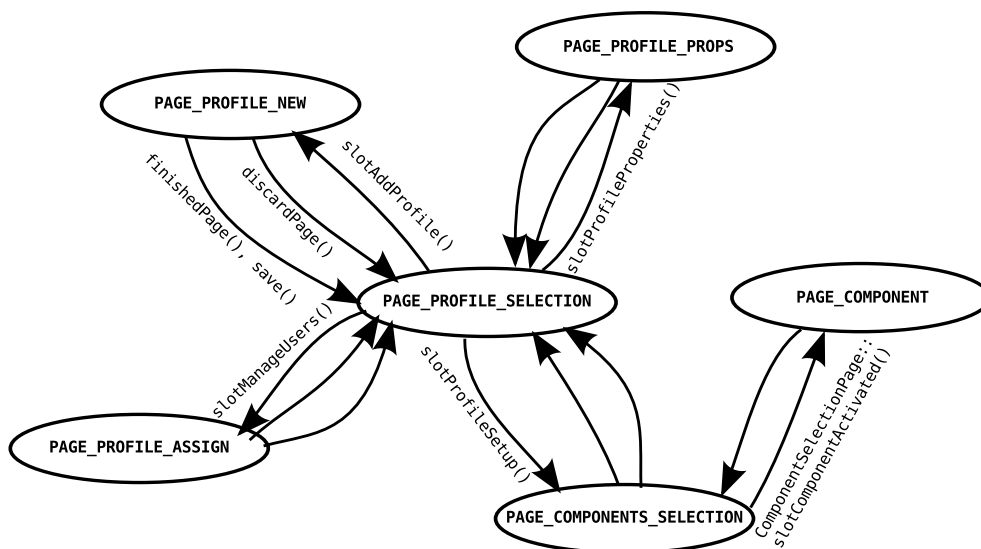 PAGE_PROFILE_PROPS
PAGE_PROFILE_NEW
slotProfileProperties()
slotAddProfile()
discardPage()
finishedPage(), save()
PAGE_PROFILE_SELECTION
PAGE_COMPONENT
slotManageUsers()
slotProfileSetup()
ComponentSelectionPage::
slotComponentActivated()
PAGE_PROFILE_ASSIGN
PAGE_COMPONENTS_SELECTION